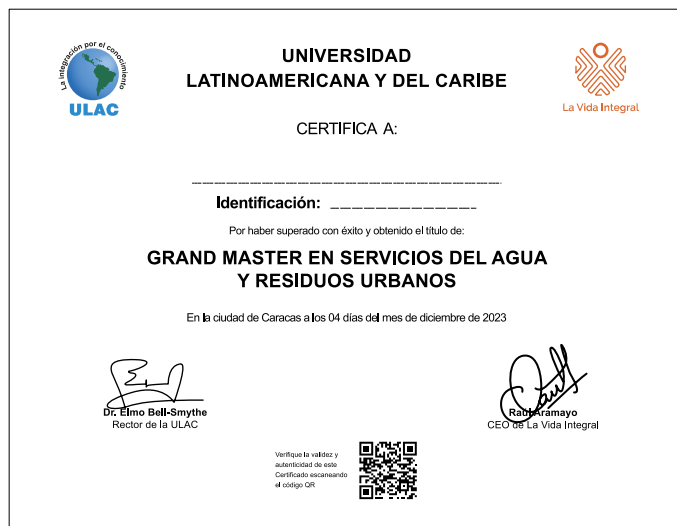 La integración por el conocimiento
ULAC
UNIVERSIDAD
LATINOAMERICANA Y DEL CARIBE
La Vida Integral
CERTIFICA A:
Identificación:
Por haber superado con éxito y obtenido el título de:
GRAND MASTER EN SERVICIOS DEL AGUA
Y RESIDUOS URBANOS
En la ciudad de Caracas a los 04 días del mes de diciembre de 2023
Dr. Elmo Bell-Smythe
Rector de la ULAC
Raul Aramayo
CEO de La Vida Integral
Verifique la validez y
autenticidad de este
Certificado escaneando
el código QR